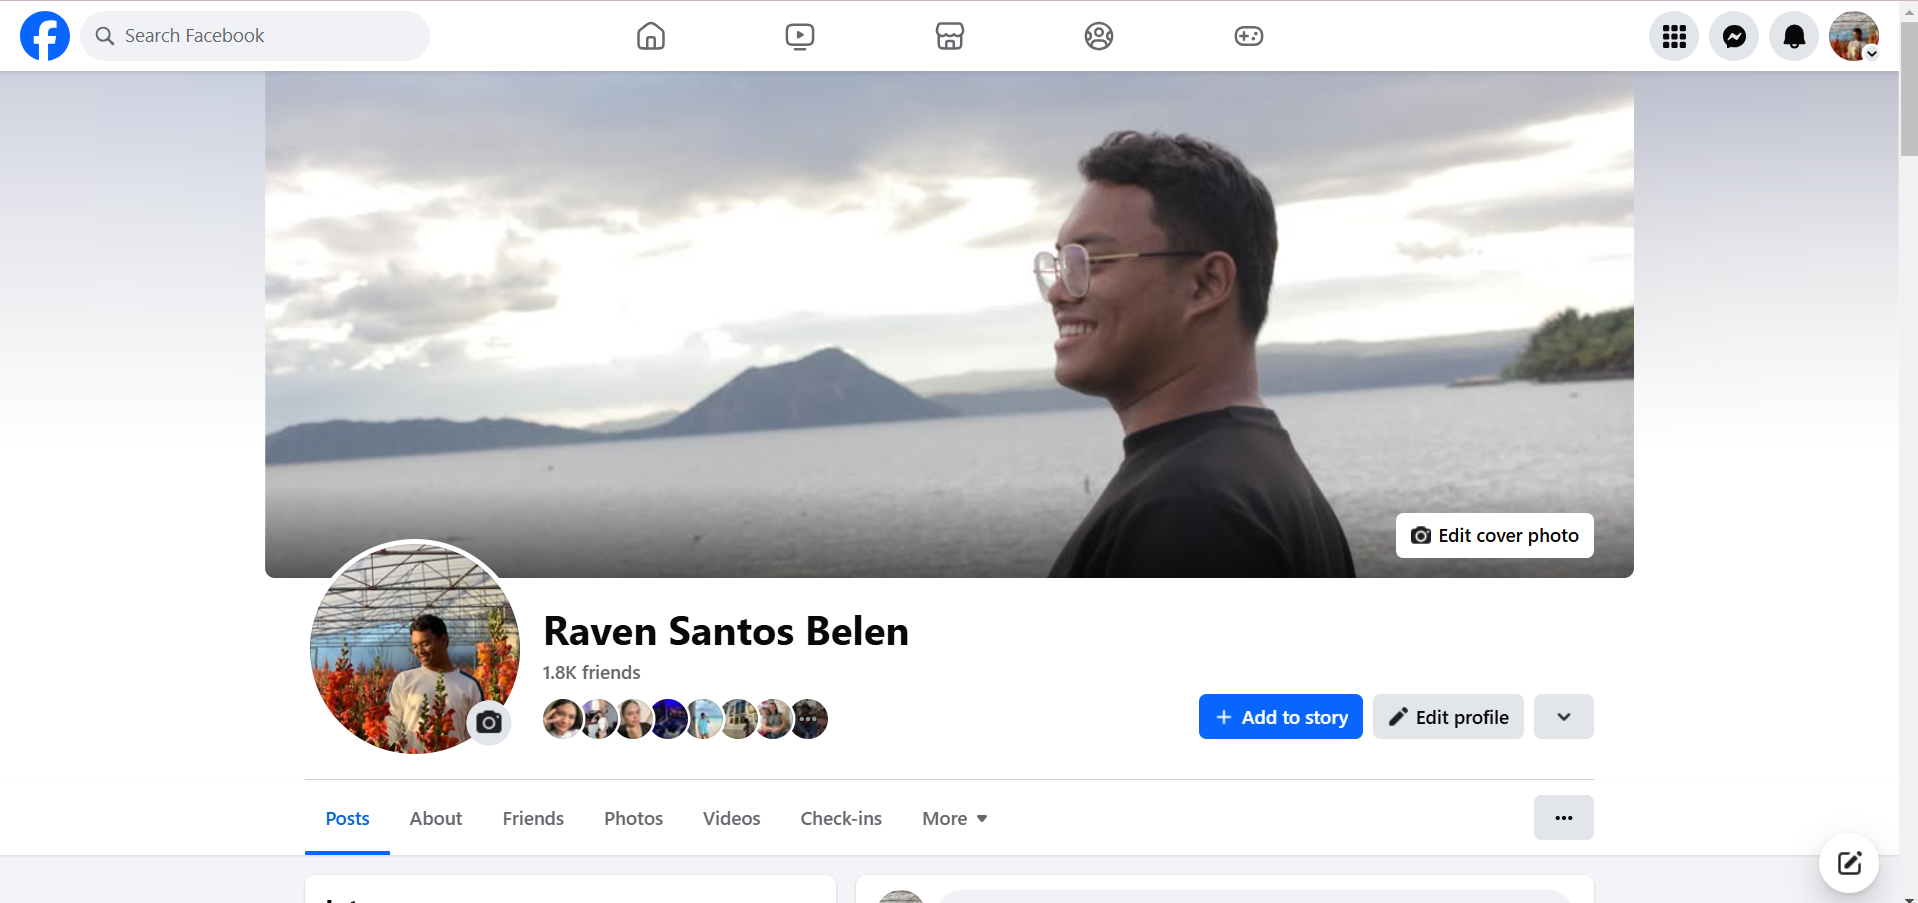 Search Facebook
Edit cover photo
Raven Santos Belen
1.8K friends
+ Add to story
Edit profile
Posts
About
Friends
Photos
Videos
Check-ins
More